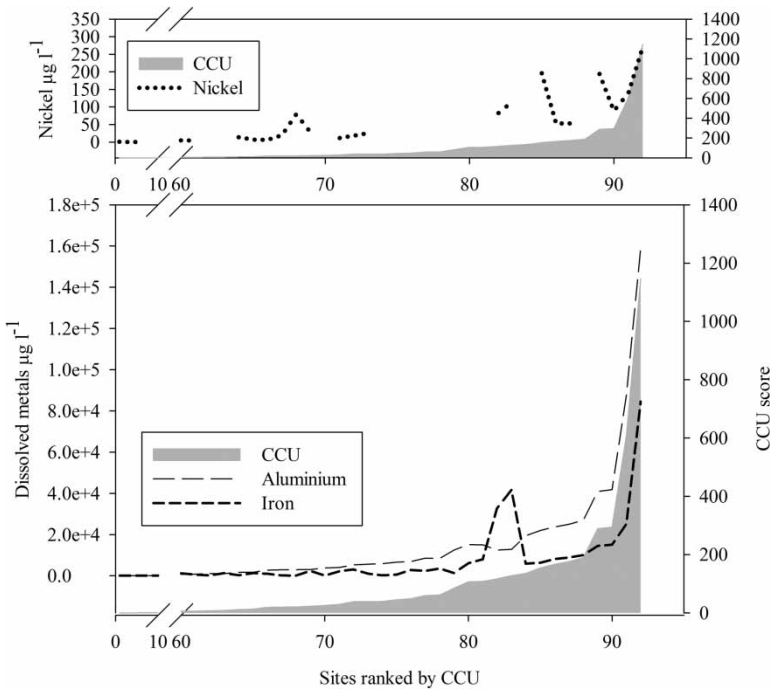 350
300
250
200
150
100
50
0
Nickel µg l-1
CCU
Nickel
1400
1200
1000
800
600
400
200
0
0 10 60 70 80 90
1.8e+5
1.6e+5
1.4e+5
1.2e+5
1.0e+5
8.0e+4
6.0e+4
4.0e+4
2.0e+4
0.0
Dissolved metals µg l-1
CCU
Aluminium
Iron
1400
1200
1000
800
600
400
200
0
CCU score
0 10 60 70 80 90
Sites ranked by CCU